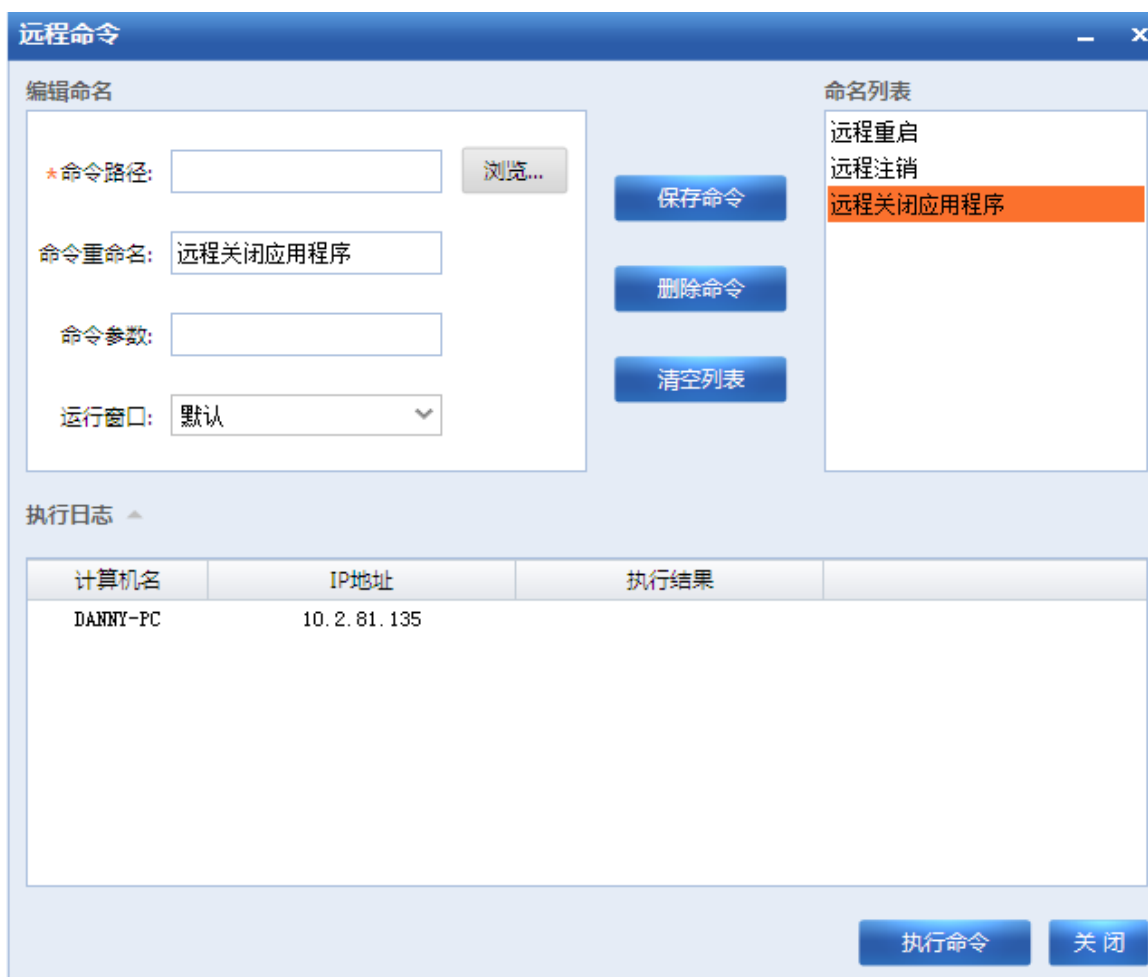 远程命令
编辑命名
*命令路径:
浏览...
命令重命名: 远程关闭应用程序
命令参数:
运行窗口: 默认
保存命令
删除命令
清空列表
命名列表
远程重启
远程注销
远程关闭应用程序
执行日志
计算机名 IP地址 执行结果
DANNY-PC 10.2.81.135
执行命令 关 闭